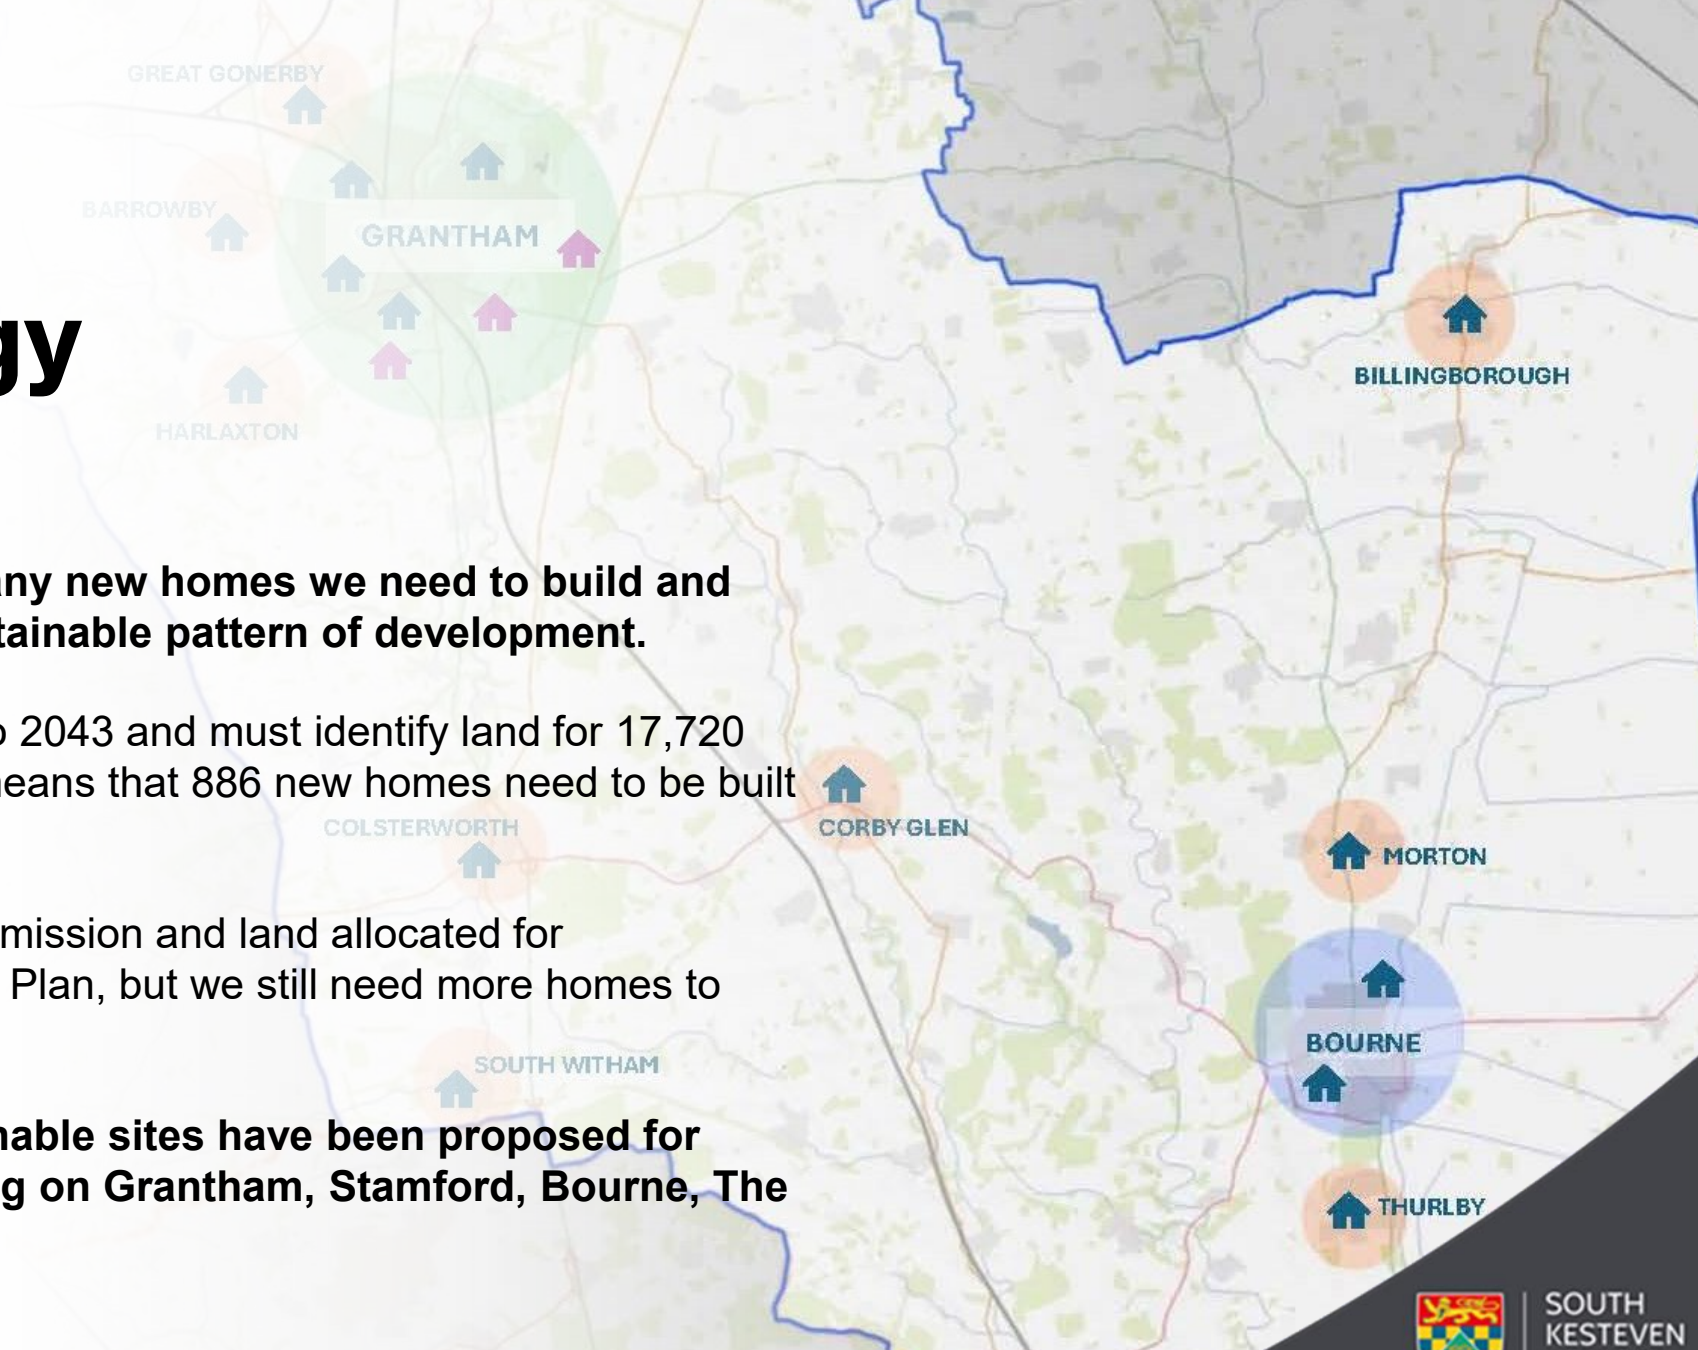 GREAT GONERBY
BARROWBY
GRANTHAM
gy
BILLINGBOROUGH
HARLAXTON
any new homes we need to build and
tainable pattern of development.
o 2043 and must identify land for 17,720
means that 886 new homes need to be built
COLSTERWORTH
CORBY GLEN
MORTON
mission and land allocated for
Plan, but we still need more homes to
BOURNE
SOUTH WITHAM
nable sites have been proposed for
g on Grantham, Stamford, Bourne, The
THURLBY
SOUTH
KESTEVEN